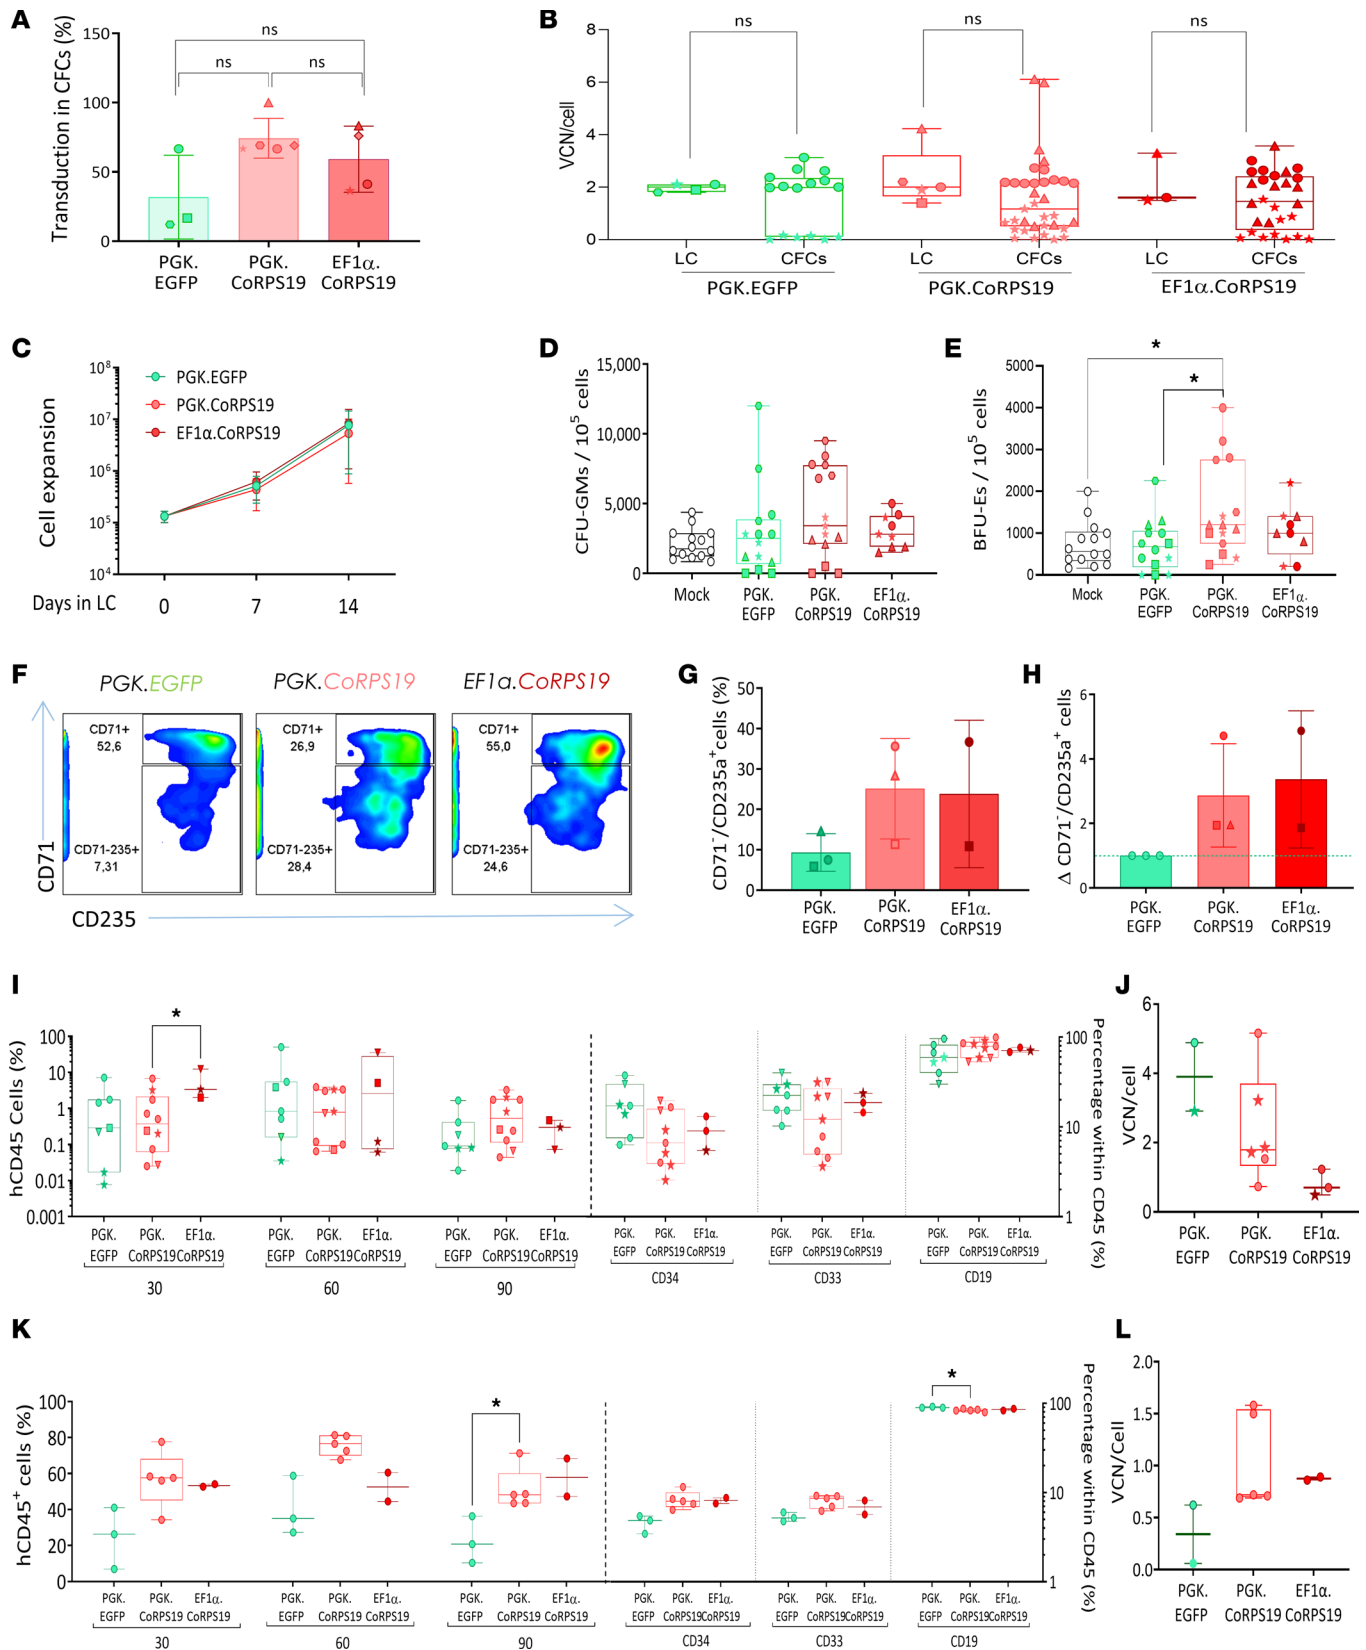 A
Transduction in CFCs (%)
150
100
50
0
ns
ns
ns
PGK.
EGFP
PGK.
CoRPS19
EF1α.
CoRPS19
B
VCN/cell
8
6
4
2
0
ns
ns
ns
LC
CFCs
LC
CFCs
LC
CFCs
PGK.EGFP
PGK.CoRPS19
EF1α.CoRPS19
C
Cell expansion
10⁸
10⁷
10⁶
10⁵
10⁴
PGK.EGFP
PGK.CoRPS19
EF1α.CoRPS19
Days in LC
0
7
14
D
CFU-GMs / 10⁵ cells
15,000
10,000
5,000
0
Mock
PGK.
EGFP
PGK.
CoRPS19
EF1α.
CoRPS19
E
BFU-Es / 10⁵ cells
5000
4000
3000
2000
1000
0
*
*
Mock
PGK.
EGFP
PGK.
CoRPS19
EF1α.
CoRPS19
F
PGK.EGFP
PGK.CoRPS19
EF1α.CoRPS19
CD71+
52,6
CD71-235+
7,31
CD71+
26,9
CD71-235+
28,4
CD71+
55,0
CD71-235+
24,6
CD71
CD235
G
CD71⁻/CD235a⁺ cells (%)
50
40
30
20
10
0
PGK.
EGFP
PGK.
CoRPS19
EF1α.
CoRPS19
H
Δ CD71⁻/CD235a⁺ cells
6
4
2
0
PGK.
EGFP
PGK.
CoRPS19
EF1α.
CoRPS19
I
hCD45 Cells (%)
100
10
1
0.1
0.01
0.001
*
PGK.
EGFP
PGK.
CoRPS19
EF1α.
CoRPS19
30
PGK.
EGFP
PGK.
CoRPS19
EF1α.
CoRPS19
60
PGK.
EGFP
PGK.
CoRPS19
EF1α.
CoRPS19
90
PGK.
EGFP
PGK.
CoRPS19
EF1α.
CoRPS19
CD34
PGK.
EGFP
PGK.
CoRPS19
EF1α.
CoRPS19
CD33
PGK.
EGFP
PGK.
CoRPS19
EF1α.
CoRPS19
CD19
100
10
1
Percentage within CD45 (%)
J
VCN/cell
6
4
2
0
PGK.
EGFP
PGK.
CoRPS19
EF1α.
CoRPS19
K
hCD45⁺ cells (%)
100
80
60
40
20
0
*
*
PGK.
EGFP
PGK.
CoRPS19
EF1α.
CoRPS19
30
PGK.
EGFP
PGK.
CoRPS19
EF1α.
CoRPS19
60
PGK.
EGFP
PGK.
CoRPS19
EF1α.
CoRPS19
90
PGK.
EGFP
PGK.
CoRPS19
EF1α.
CoRPS19
CD34
PGK.
EGFP
PGK.
CoRPS19
EF1α.
CoRPS19
CD33
PGK.
EGFP
PGK.
CoRPS19
EF1α.
CoRPS19
CD19
100
10
1
Percentage within CD45 (%)
L
VCN/Cell
2.0
1.5
1.0
0.5
0.0
PGK.
EGFP
PGK.
CoRPS19
EF1α.
CoRPS19